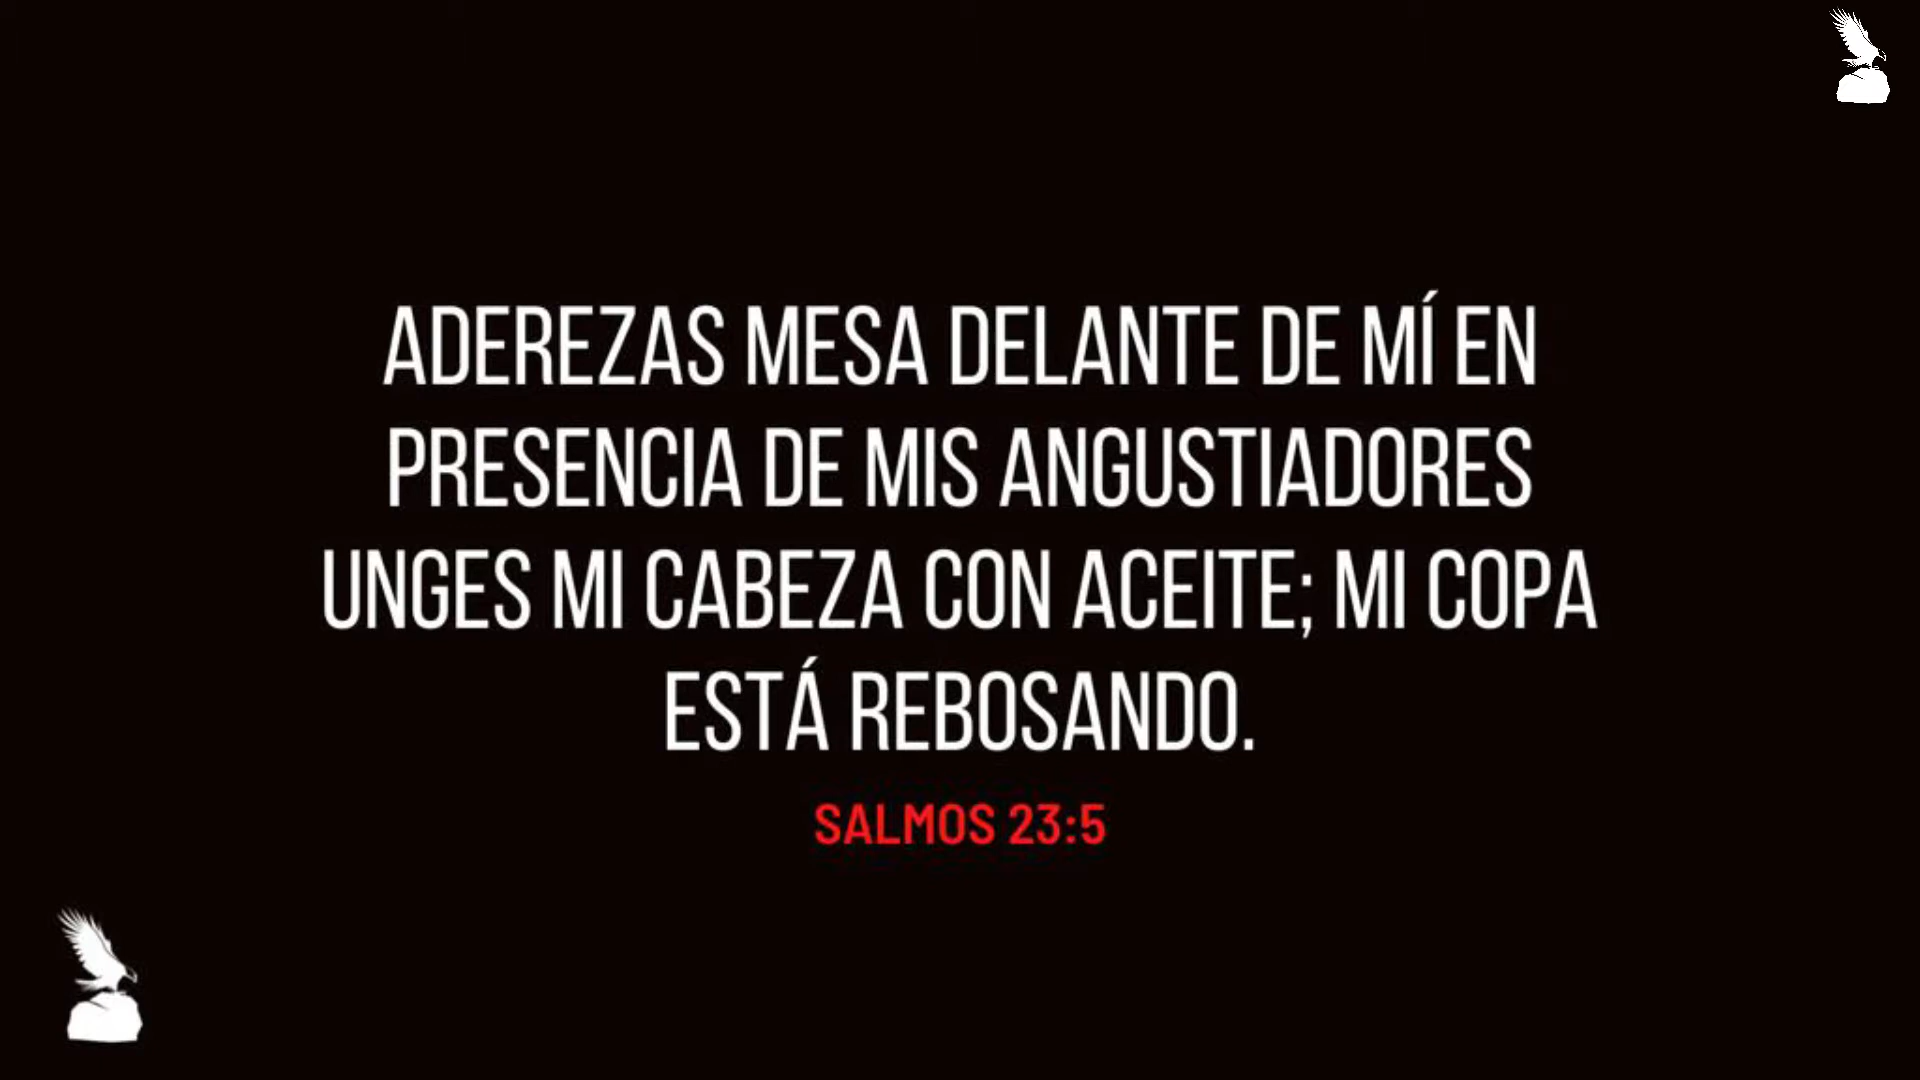 ADEREZAS MESA DELANTE DE MÍ EN
PRESENCIA DE MIS ANGUSTIADORES
UNGES MI CABEZA CON ACEITE; MI COPA
ESTÁ REBOSANDO.
SALMOS 23:5